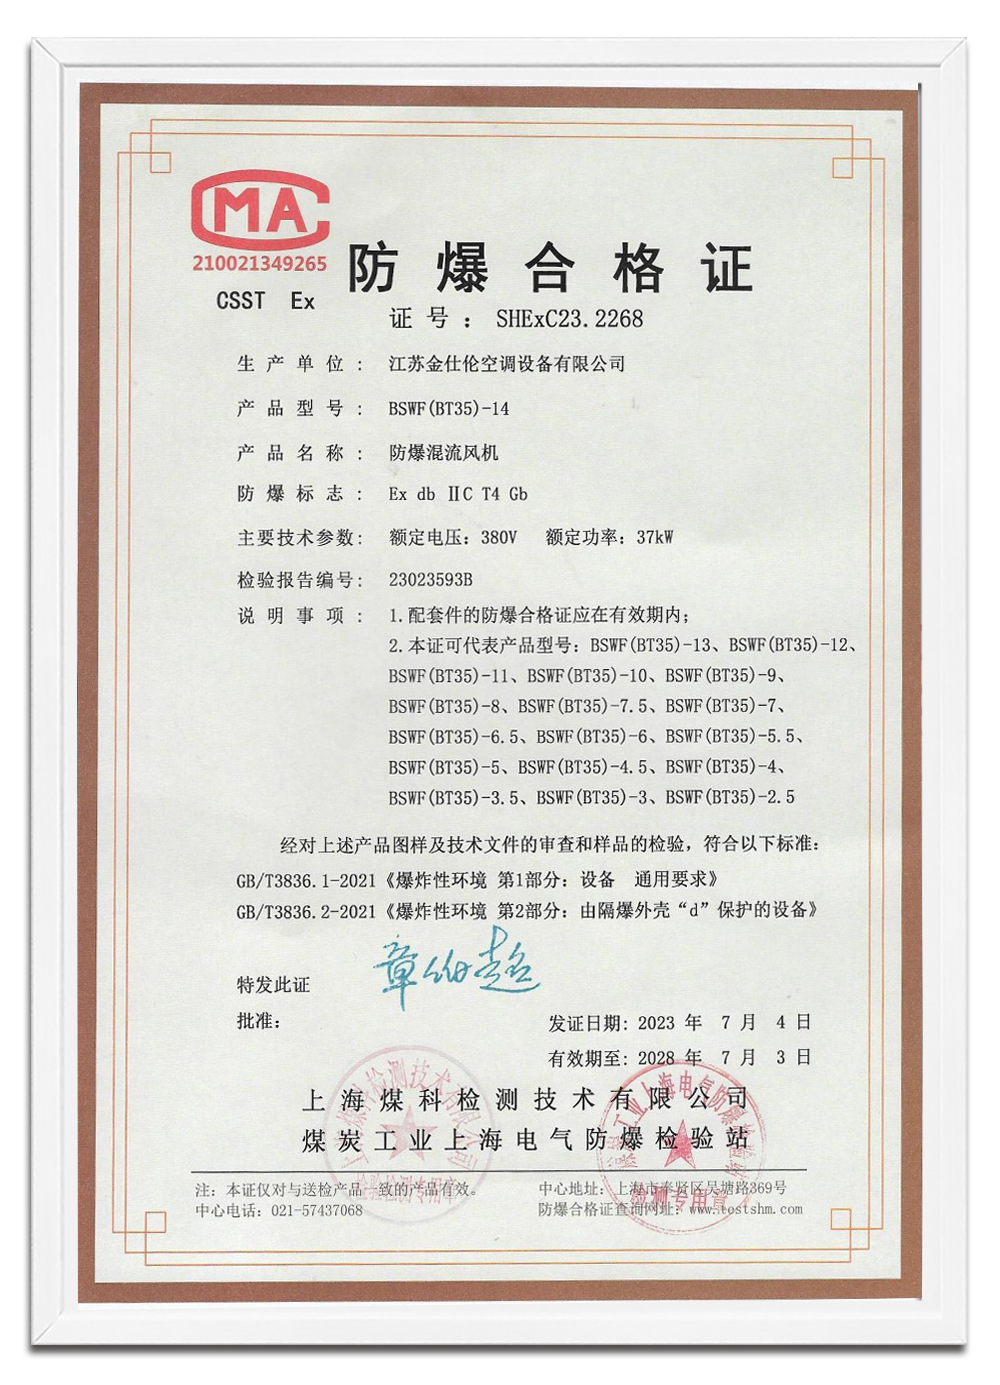 CMA
210021349265
CSST Ex
防爆合格证
证号：SHExC23.2268
生产单位：江苏金仕伦空调设备有限公司
产品型号：BSWF(BT35)-14
产品名称：防爆混流风机
防爆标志：Ex db ⅡC T4 Gb
主要技术参数：额定电压：380V 额定功率：37kW
检验报告编号：23023593B
说明事项：1.配套件的防爆合格证应在有效期内；
2.本证可代表产品型号：BSWF(BT35)-13、BSWF(BT35)-12、
BSWF(BT35)-11、BSWF(BT35)-10、BSWF(BT35)-9、
BSWF(BT35)-8、BSWF(BT35)-7.5、BSWF(BT35)-7、
BSWF(BT35)-6.5、BSWF(BT35)-6、BSWF(BT35)-5.5、
BSWF(BT35)-5、BSWF(BT35)-4.5、BSWF(BT35)-4、
BSWF(BT35)-3.5、BSWF(BT35)-3、BSWF(BT35)-2.5
经对上述产品图样及技术文件的审查和样品的检验，符合以下标准：
GB/T3836.1-2021《爆炸性环境 第1部分：设备 通用要求》
GB/T3836.2-2021《爆炸性环境 第2部分：由隔爆外壳“d”保护的设备》
特发此证
批准：
发证日期：2023 年 7 月 4 日
有效期至：2028 年 7 月 3 日
上海煤科检测技术有限公司
煤炭工业上海电气防爆检验站
注：本证仅对与送检产品一致的产品有效。
中心电话：021-57437068
中心地址：上海市奉贤区吴塘路369号
防爆合格证查询网址：www.testshm.com
检测专用章